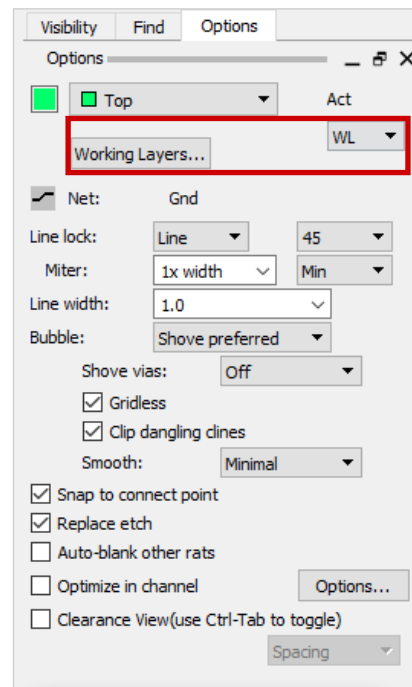 Visibility Find Options
Options
Top Act
WL
Working Layers...
Net: Gnd
Line lock: Line 45
Miter: 1x width Min
Line width: 1.0
Bubble: Shove preferred
Shove vias: Off
Gridless
Clip dangling clines
Smooth: Minimal
Snap to connect point
Replace etch
Auto-blank other rats
Optimize in channel Options...
Clearance View(use Ctrl-Tab to toggle)
Spacing